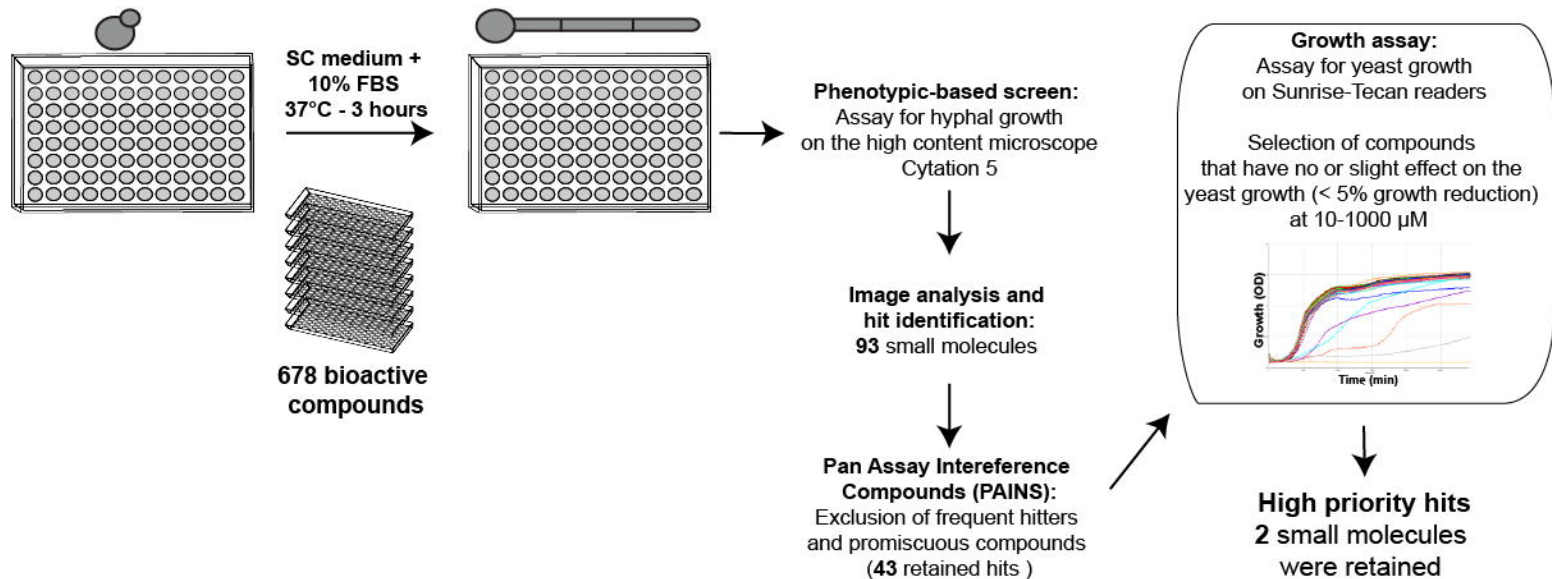 SC medium +
10% FBS
37°C - 3 hours
678 bioactive
compounds
Phenotypic-based screen:
Assay for hyphal growth
on the high content microscope
Cytation 5
Image analysis and
hit identification:
93 small molecules
Pan Assay Intereference
Compounds (PAINS):
Exclusion of frequent hitters
and promiscuous compounds
(43 retained hits )
Growth assay:
Assay for yeast growth
on Sunrise-Tecan readers
Selection of compounds
that have no or slight effect on the
yeast growth (< 5% growth reduction)
at 10-1000 µM
Growth (OD)
Time (min)
High priority hits
2 small molecules
were retained